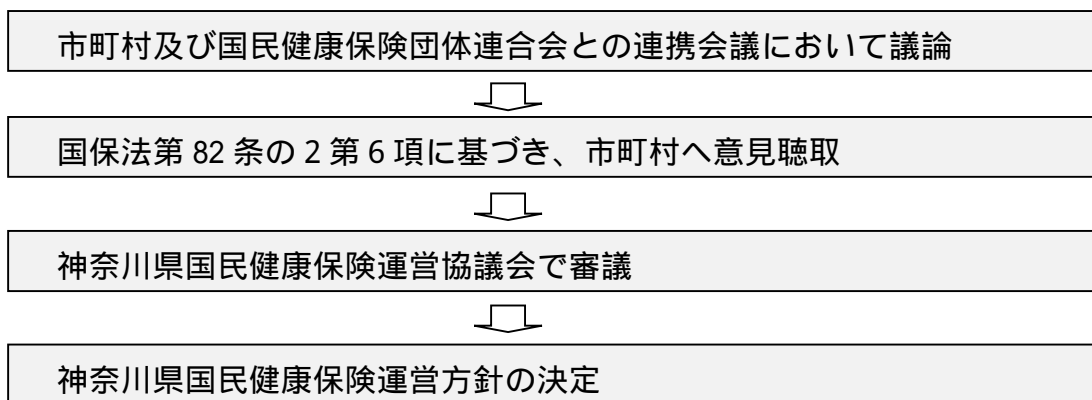 市町村及び国民健康保険団体連合会との連携会議において議論
国保法第 82 条の 2 第 6 項に基づき、市町村へ意見聴取
神奈川県国民健康保険運営協議会で審議
神奈川県国民健康保険運営方針の決定